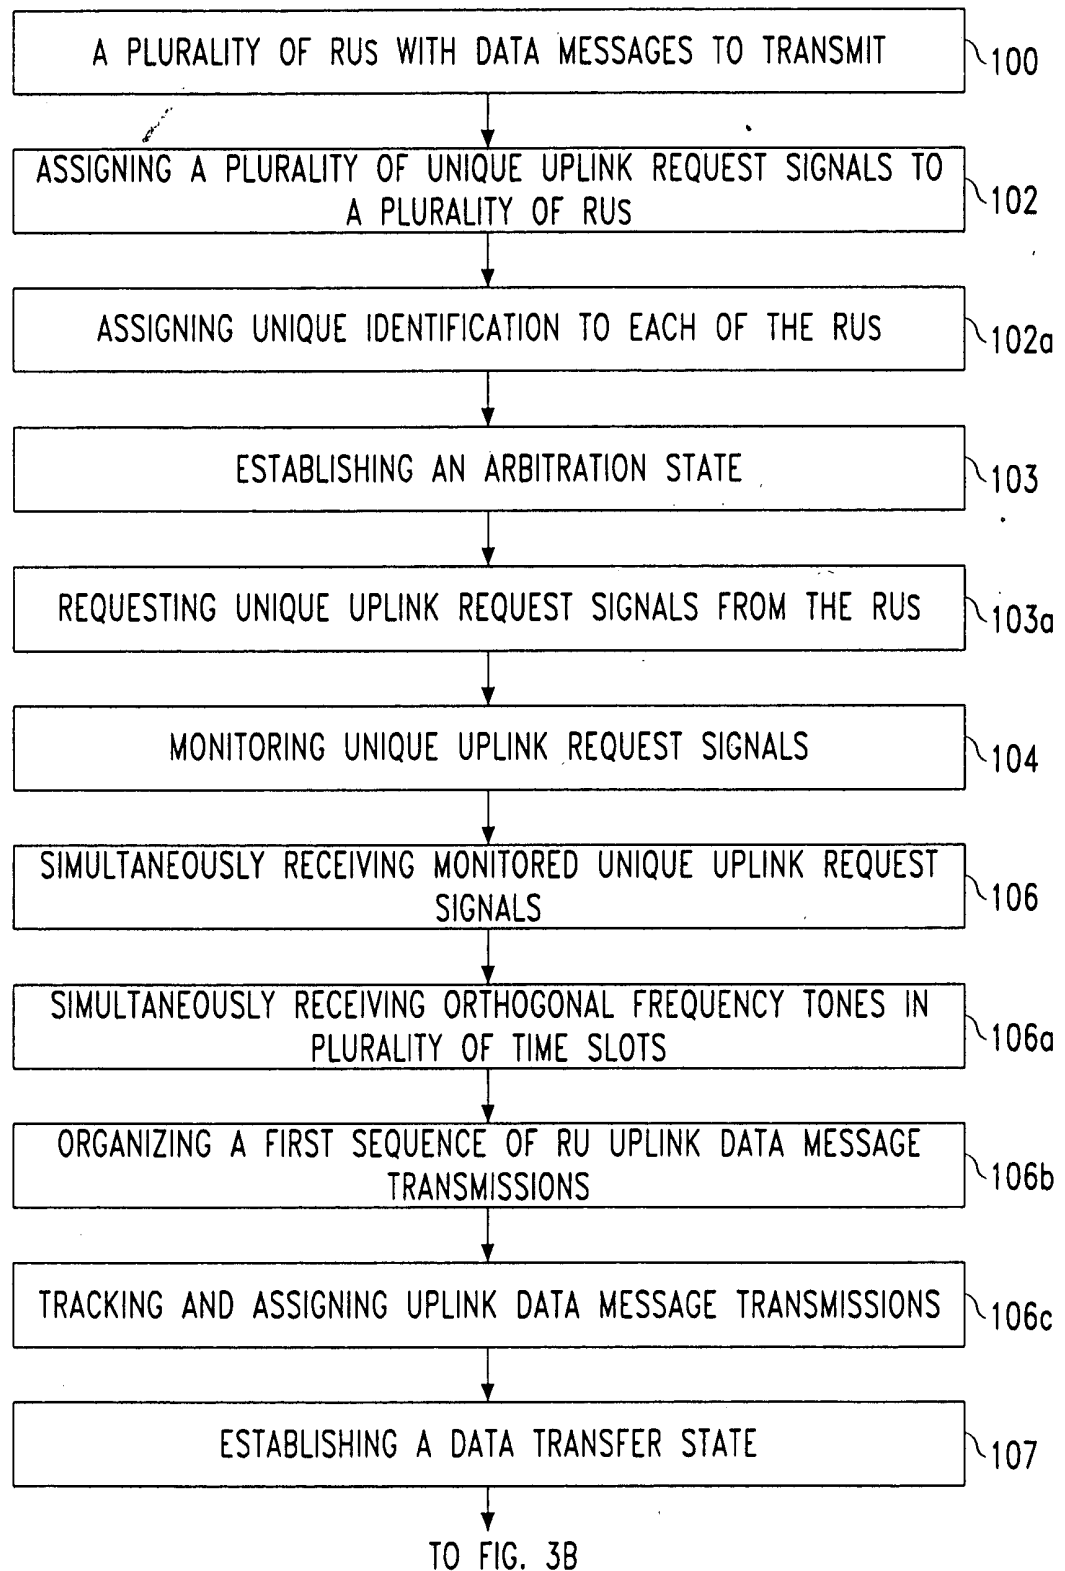 A PLURALITY OF RUs WITH DATA MESSAGES TO TRANSMIT
100
ASSIGNING A PLURALITY OF UNIQUE UPLINK REQUEST SIGNALS TO
A PLURALITY OF RUs
102
ASSIGNING UNIQUE IDENTIFICATION TO EACH OF THE RUs
102a
ESTABLISHING AN ARBITRATION STATE
103
REQUESTING UNIQUE UPLINK REQUEST SIGNALS FROM THE RUs
103a
MONITORING UNIQUE UPLINK REQUEST SIGNALS
104
SIMULTANEOUSLY RECEIVING MONITORED UNIQUE UPLINK REQUEST
SIGNALS
106
SIMULTANEOUSLY RECEIVING ORTHOGONAL FREQUENCY TONES IN
PLURALITY OF TIME SLOTS
106a
ORGANIZING A FIRST SEQUENCE OF RU UPLINK DATA MESSAGE
TRANSMISSIONS
106b
TRACKING AND ASSIGNING UPLINK DATA MESSAGE TRANSMISSIONS
106c
ESTABLISHING A DATA TRANSFER STATE
107
TO FIG. 3B